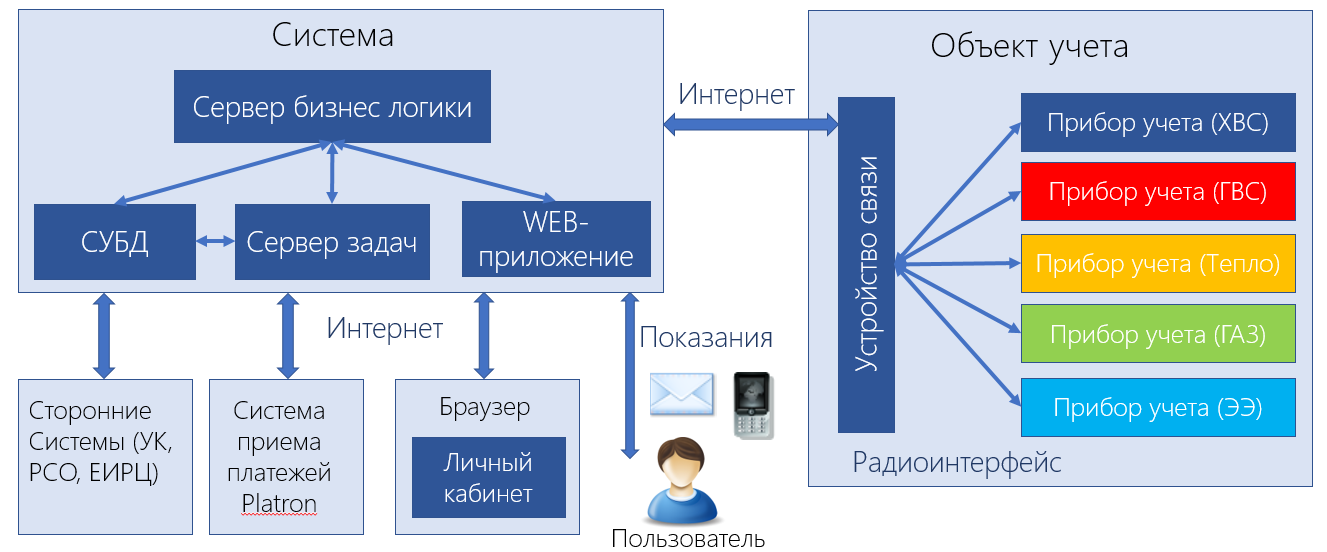 Система
Сервер бизнес логики
СУБД
Сервер задач
WEB-
приложение
Интернет
Объект учета
Устройство связи
Прибор учета (ХВС)
Прибор учета (ГВС)
Прибор учета (Тепло)
Прибор учета (ГАЗ)
Прибор учета (ЭЭ)
Радиоинтерфейс
Интернет
Показания
Сторонние
Системы (УК,
РСО, ЕИРЦ)
Система
приема
платежей
Platron
Браузер
Личный
кабинет
Пользователь